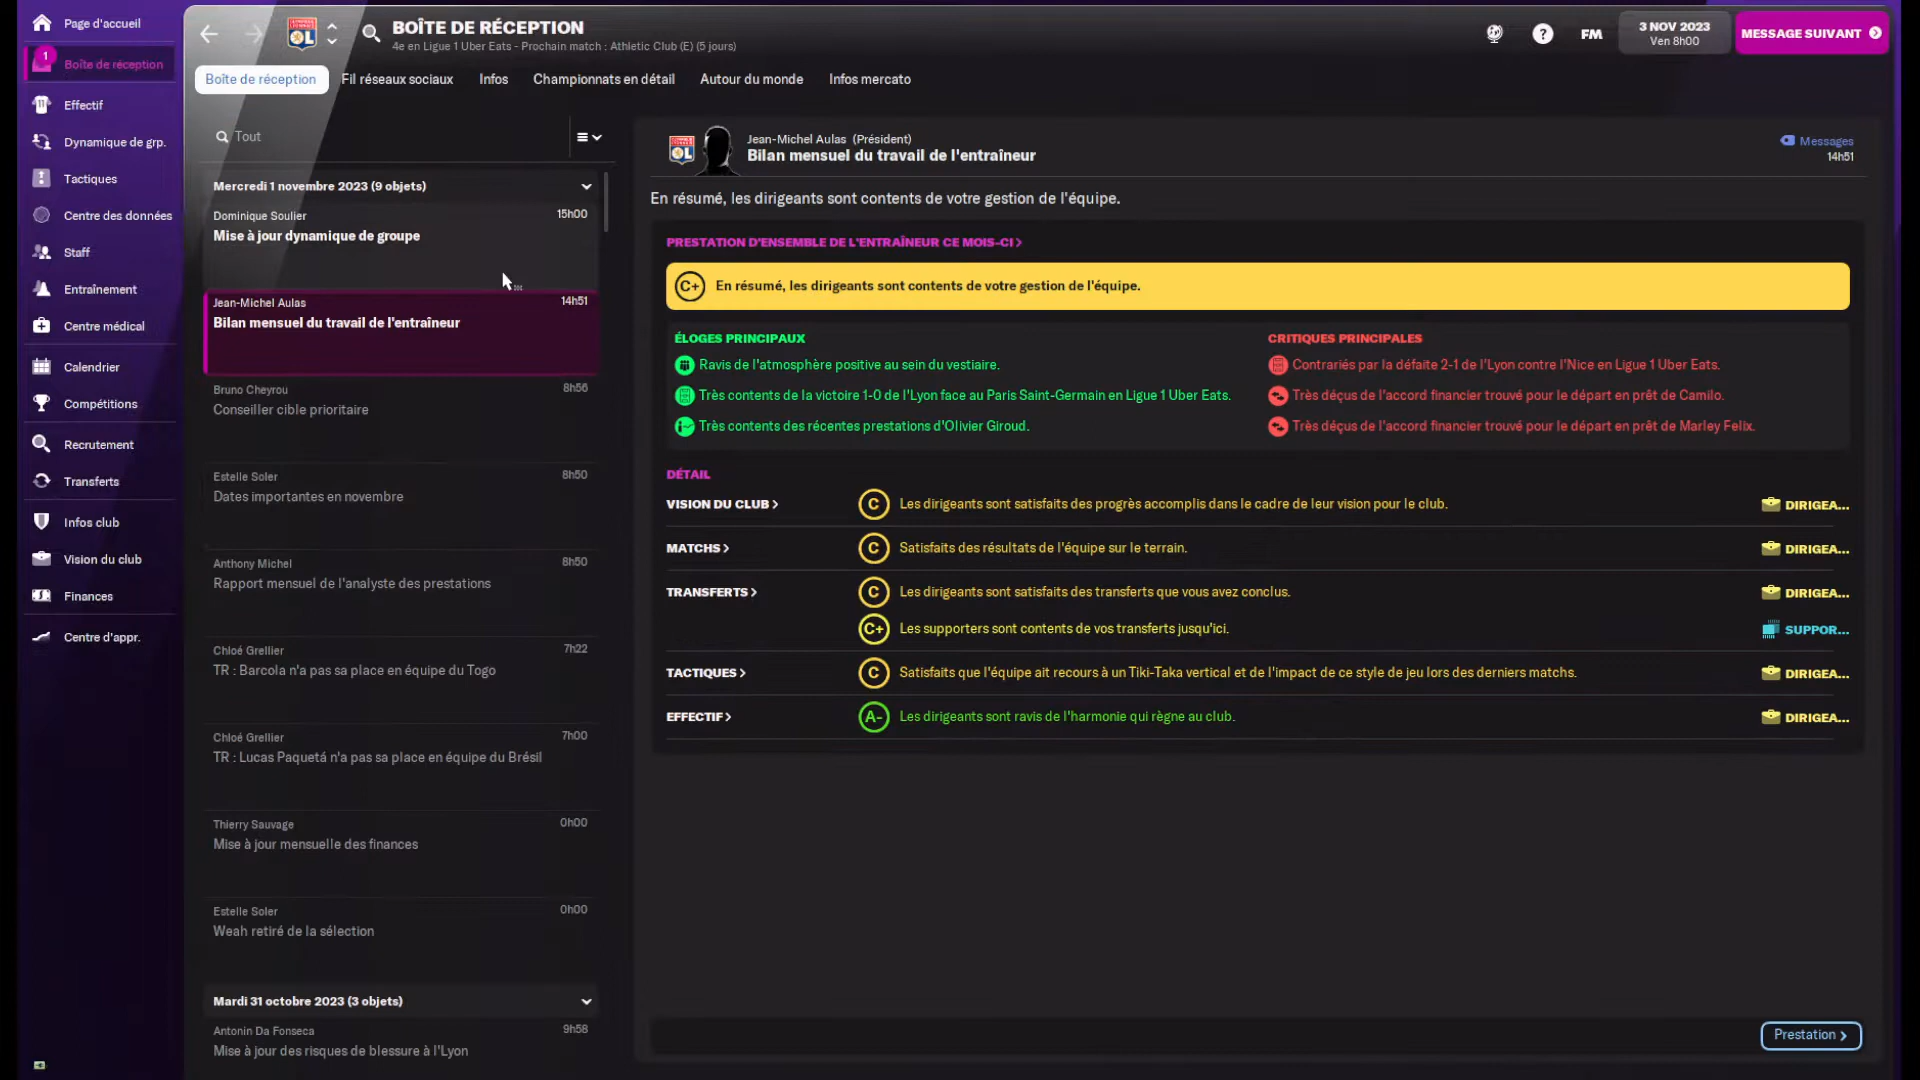 Page d'accueil
1
Boîte de réception
Effectif
Dynamique de grp.
Tactiques
Centre des données
Staff
Entraînement
Centre médical
Calendrier
Compétitions
Recrutement
Transferts
Infos club
Vision du club
Finances
Centre d'appr.
OL
BOÎTE DE RÉCEPTION
4e en Ligue 1 Uber Eats - Prochain match : Athletic Club (E) (5 jours)
FM
3 NOV 2023
Ven 8h00
MESSAGE SUIVANT
Boîte de réception
Fil réseaux sociaux
Infos
Championnats en détail
Autour du monde
Infos mercato
Tout
Mercredi 1 novembre 2023 (9 objets)
Dominique Soulier 15h00
Mise à jour dynamique de groupe
Jean-Michel Aulas 14h51
Bilan mensuel du travail de l'entraîneur
Bruno Cheyrou 8h56
Conseiller cible prioritaire
Estelle Soler 8h50
Dates importantes en novembre
Anthony Michel 8h50
Rapport mensuel de l'analyste des prestations
Chloé Grellier 7h22
TR : Barcola n'a pas sa place en équipe du Togo
Chloé Grellier 7h00
TR : Lucas Paquetá n'a pas sa place en équipe du Brésil
Thierry Sauvage 0h00
Mise à jour mensuelle des finances
Estelle Soler 0h00
Weah retiré de la sélection
Mardi 31 octobre 2023 (3 objets)
Antonin Da Fonseca 9h58
Mise à jour des risques de blessure à l'Lyon
OL
Jean-Michel Aulas (Président)
Bilan mensuel du travail de l'entraîneur
Messages
14h51
En résumé, les dirigeants sont contents de votre gestion de l'équipe.
PRESTATION D'ENSEMBLE DE L'ENTRAÎNEUR CE MOIS-CI >
C+ En résumé, les dirigeants sont contents de votre gestion de l'équipe.
ÉLOGES PRINCIPAUX
Ravis de l'atmosphère positive au sein du vestiaire.
Très contents de la victoire 1-0 de l'Lyon face au Paris Saint-Germain en Ligue 1 Uber Eats.
Très contents des récentes prestations d'Olivier Giroud.
CRITIQUES PRINCIPALES
Contrariés par la défaite 2-1 de l'Lyon contre l'Nice en Ligue 1 Uber Eats.
Très déçus de l'accord financier trouvé pour le départ en prêt de Camilo.
Très déçus de l'accord financier trouvé pour le départ en prêt de Marley Felix.
DÉTAIL
VISION DU CLUB > C Les dirigeants sont satisfaits des progrès accomplis dans le cadre de leur vision pour le club. DIRIGEA...
MATCHS > C Satisfaits des résultats de l'équipe sur le terrain. DIRIGEA...
TRANSFERTS > C Les dirigeants sont satisfaits des transferts que vous avez conclus. DIRIGEA...
C+ Les supporters sont contents de vos transferts jusqu'ici. SUPPOR...
TACTIQUES > C Satisfaits que l'équipe ait recours à un Tiki-Taka vertical et de l'impact de ce style de jeu lors des derniers matchs. DIRIGEA...
EFFECTIF > A- Les dirigeants sont ravis de l'harmonie qui règne au club. DIRIGEA...
Prestation >